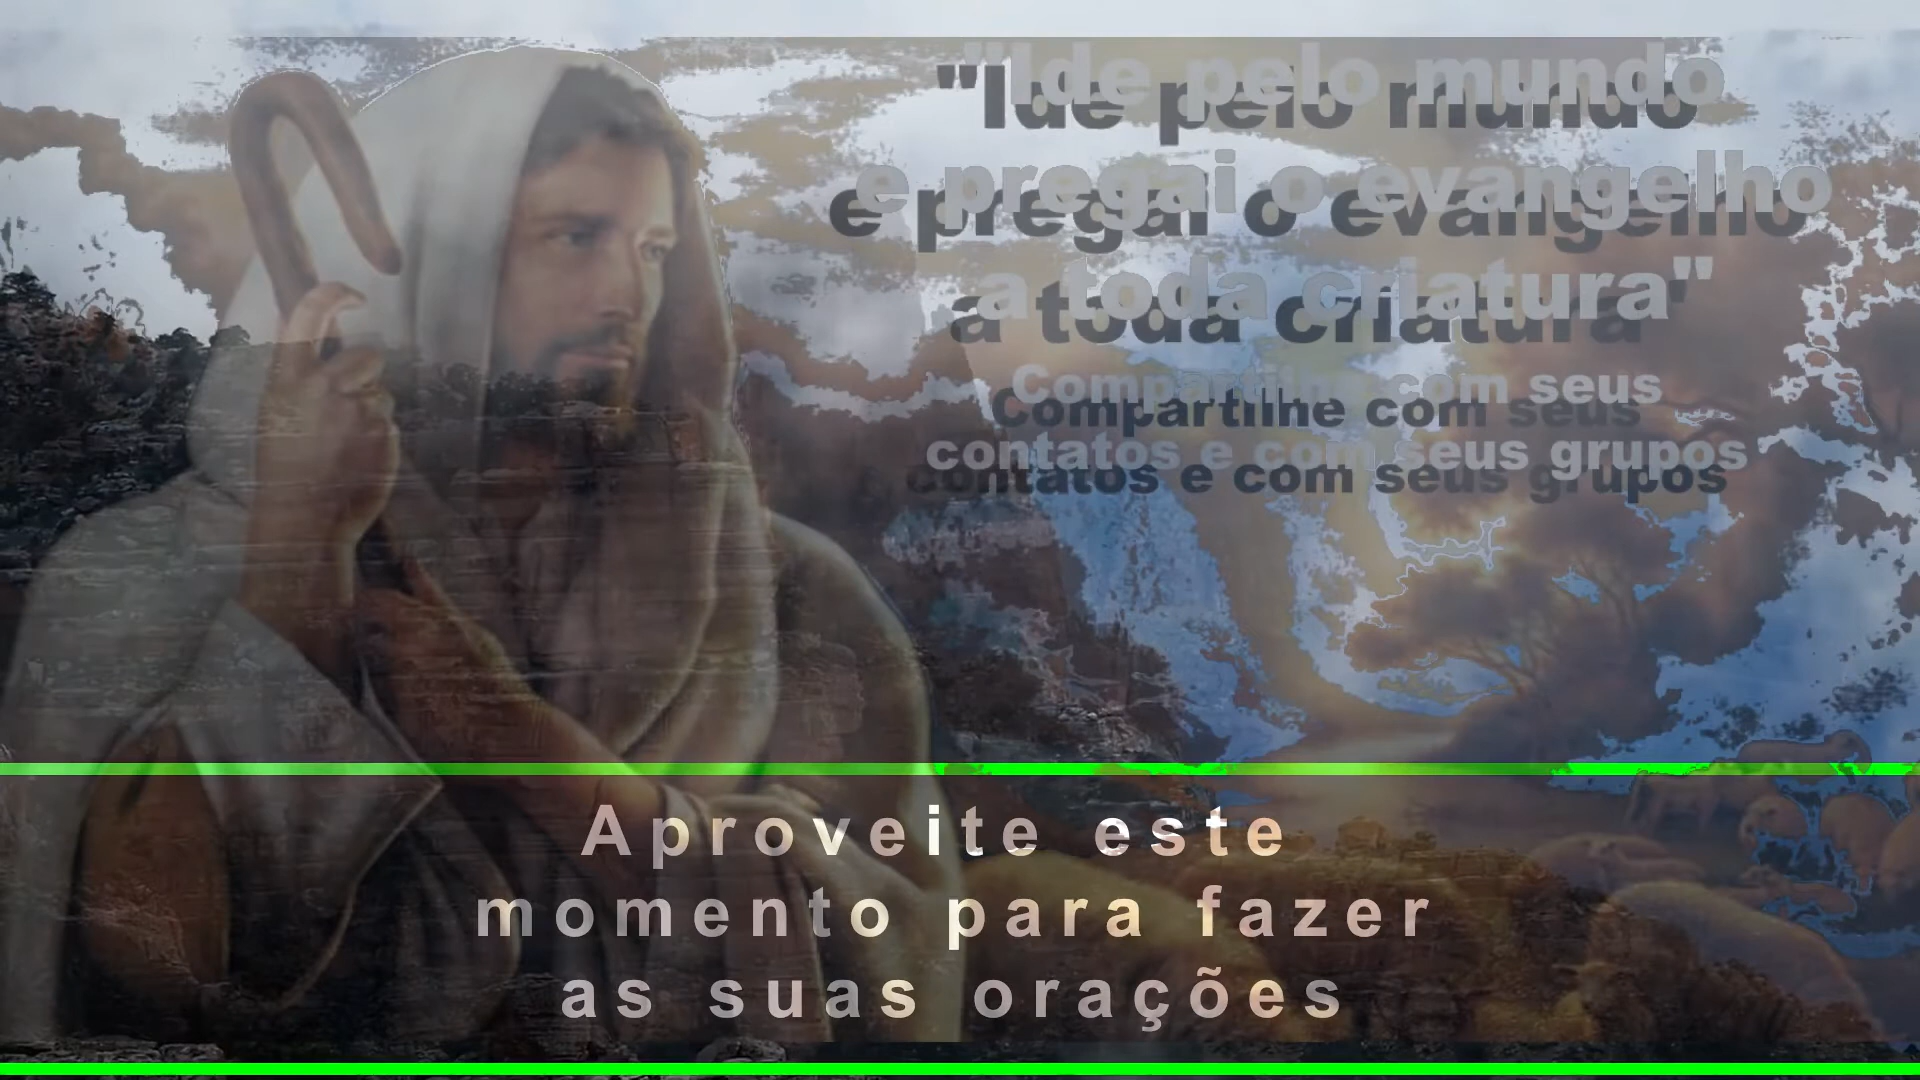 "Ide pelo mundo
e pregai o evangelho
a toda criatura"
Compartilhe com seus
contatos e com seus grupos
Aproveite este
momento para fazer
as suas orações